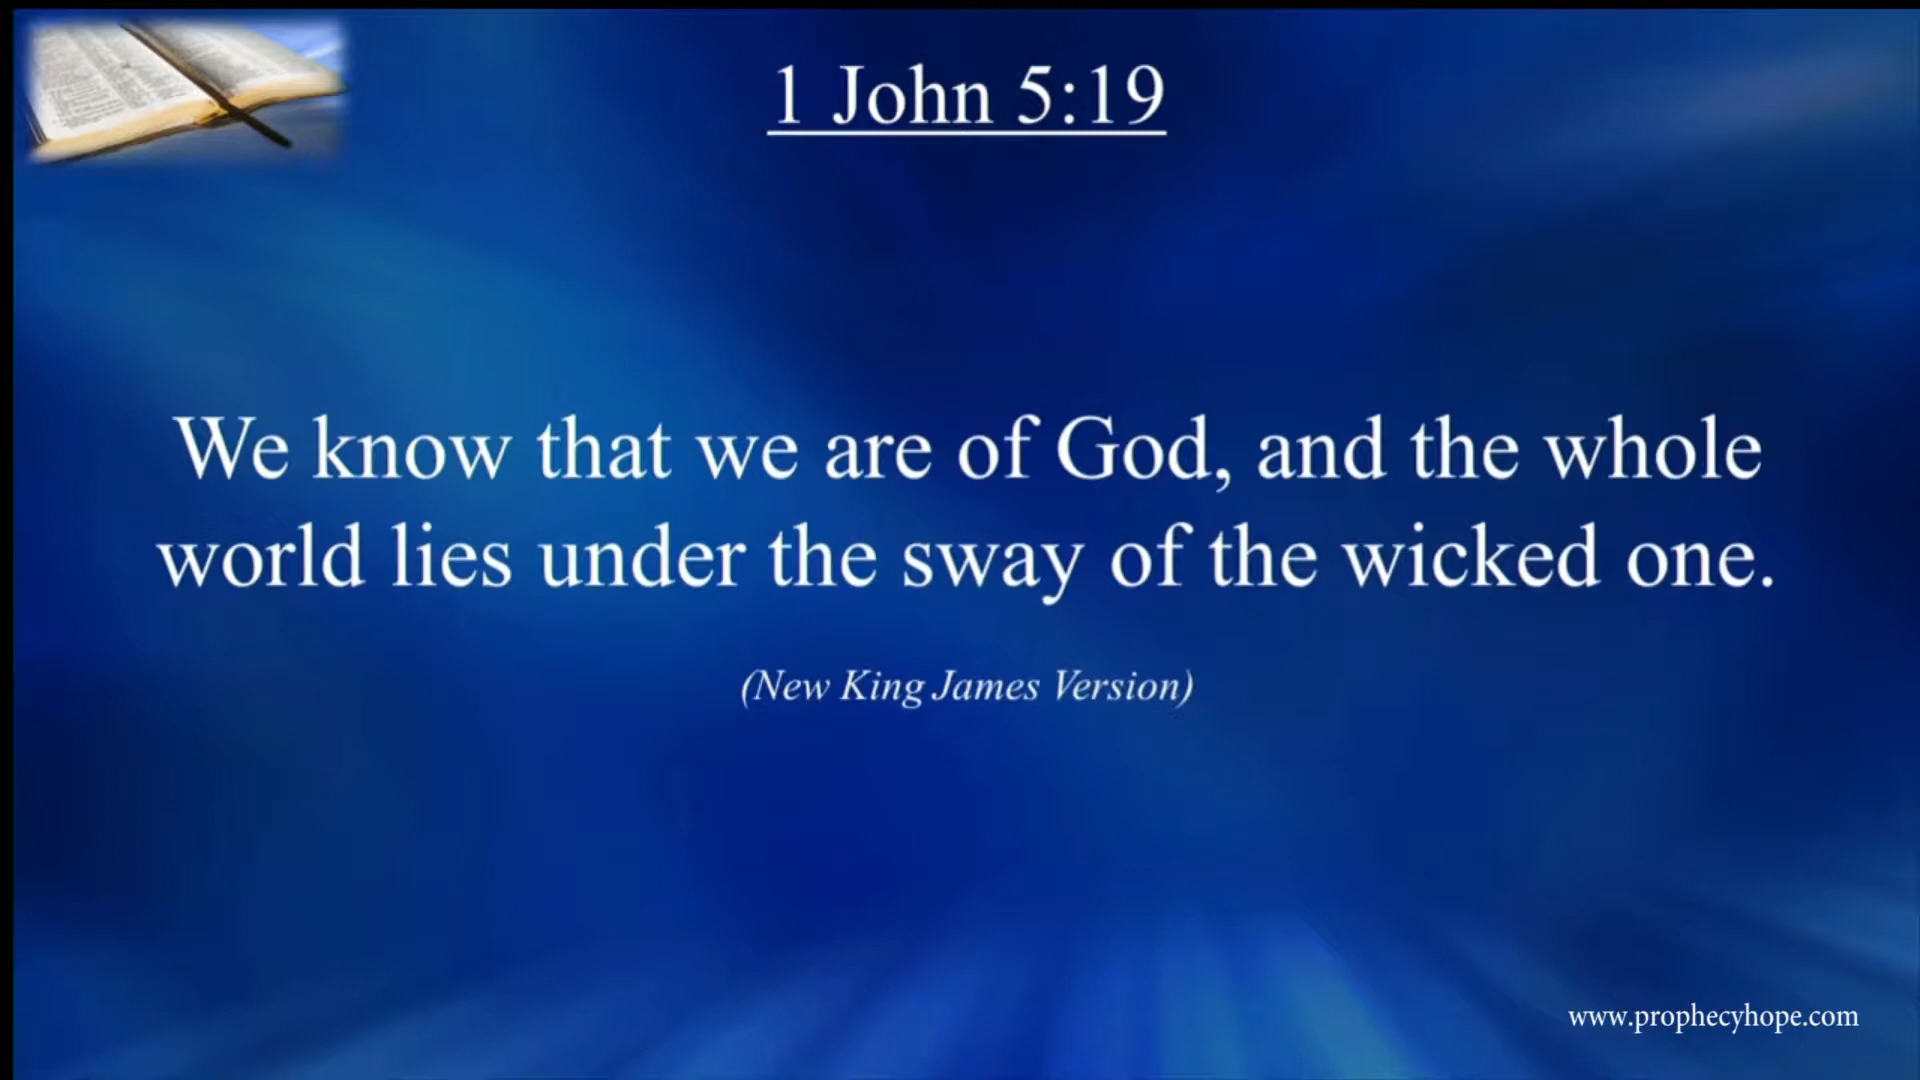 1 John 5:19
We know that we are of God, and the whole
world lies under the sway of the wicked one.
(New King James Version)
www.prophecyhope.com